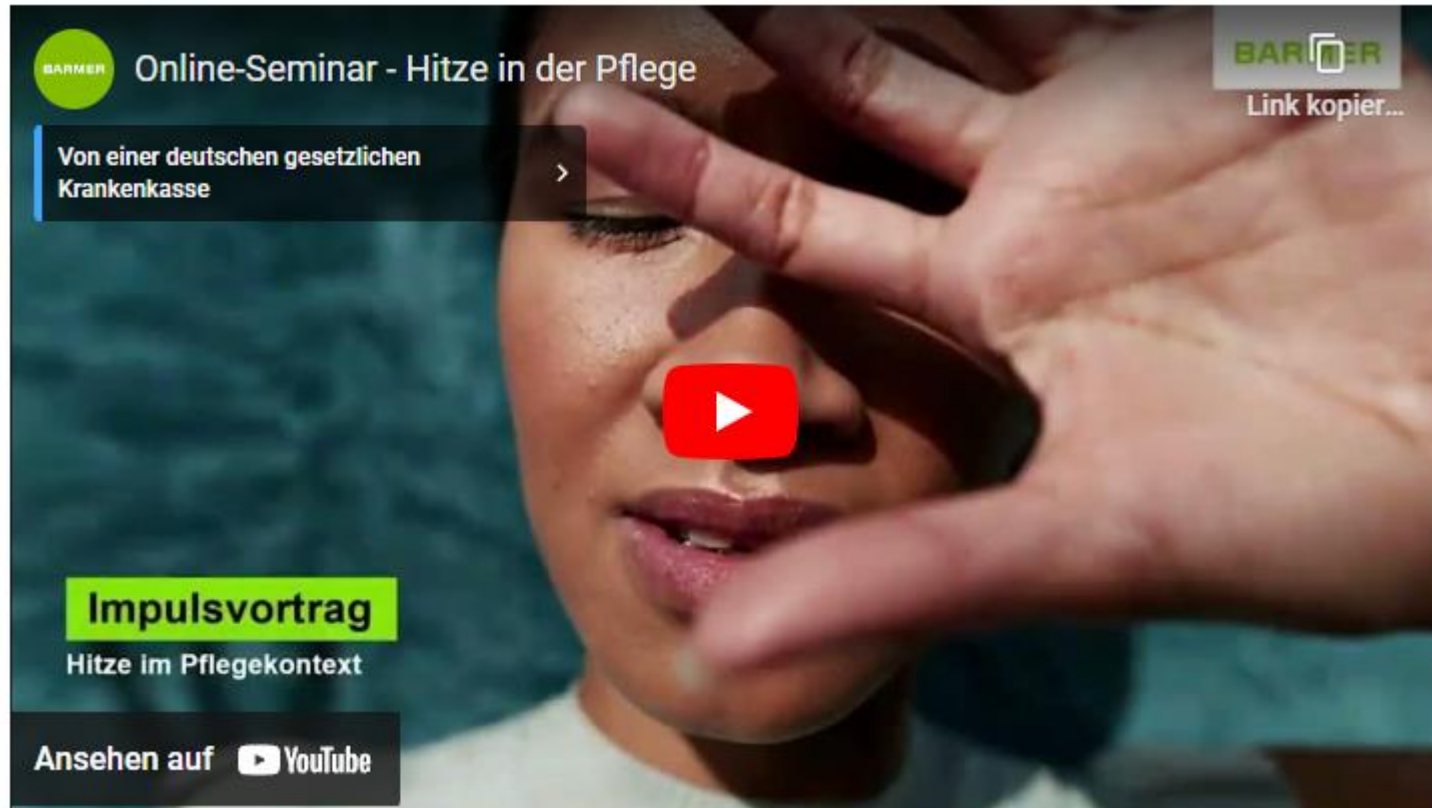 BARMER
Online-Seminar - Hitze in der Pflege
Link kopier...
Von einer deutschen gesetzlichen
Krankenkasse
Impulsvortrag
Hitze im Pflegekontext
Ansehen auf YouTube